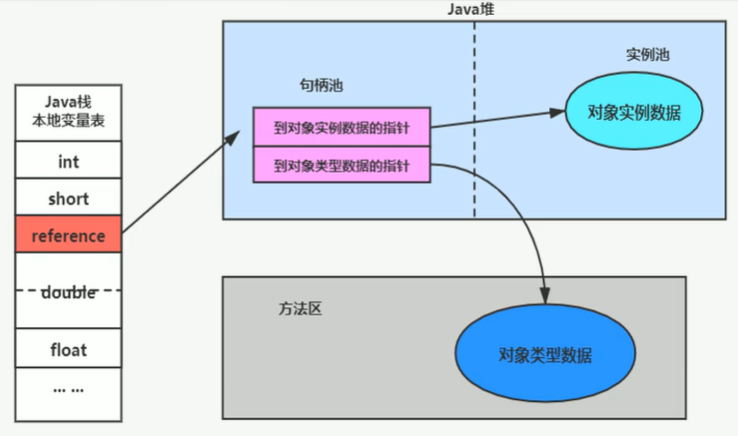 Java堆
Java栈
本地变量表
int
short
reference
double
float
... ...
句柄池
到对象实例数据的指针
到对象类型数据的指针
实例池
对象实例数据
方法区
对象类型数据